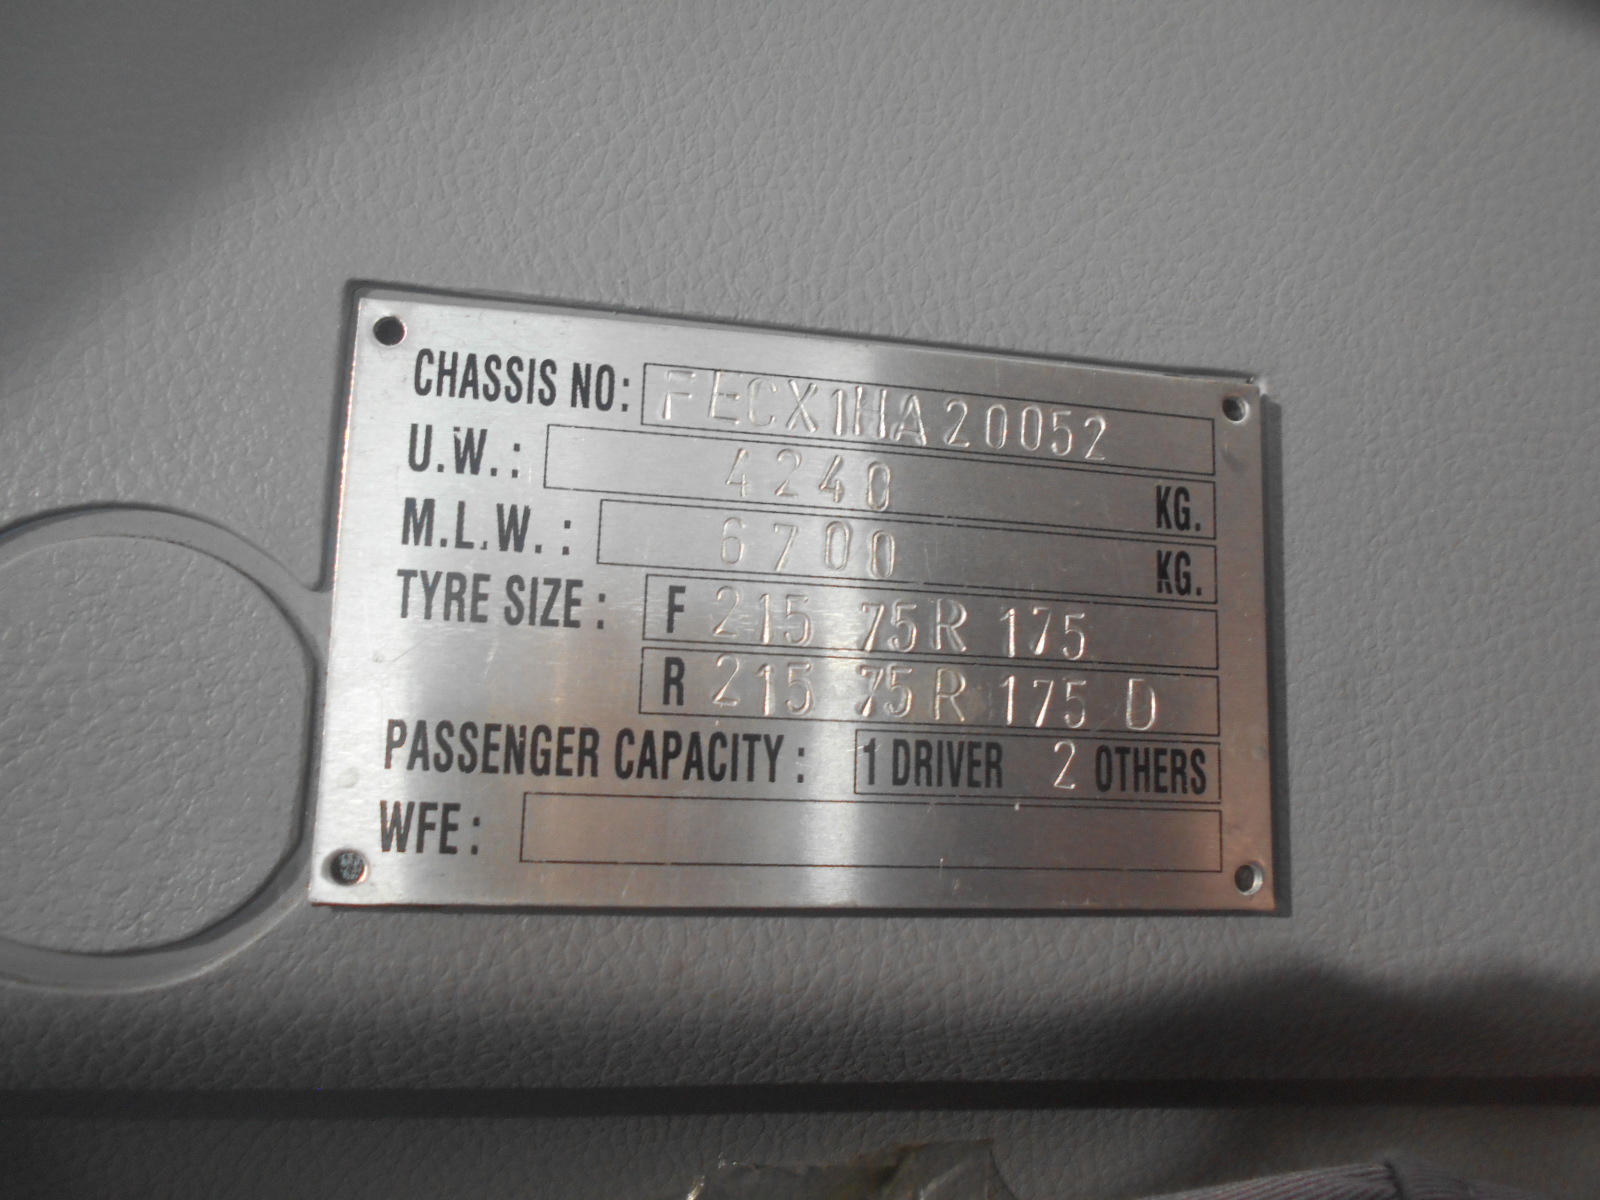 CHASSIS NO: FECX1HA20052
U.W.: 4240 KG.
M.L.W.: 6700 KG.
TYRE SIZE: F 215 75R 175
R 215 75R 175 D
PASSENGER CAPACITY: 1 DRIVER 2 OTHERS
WFE: